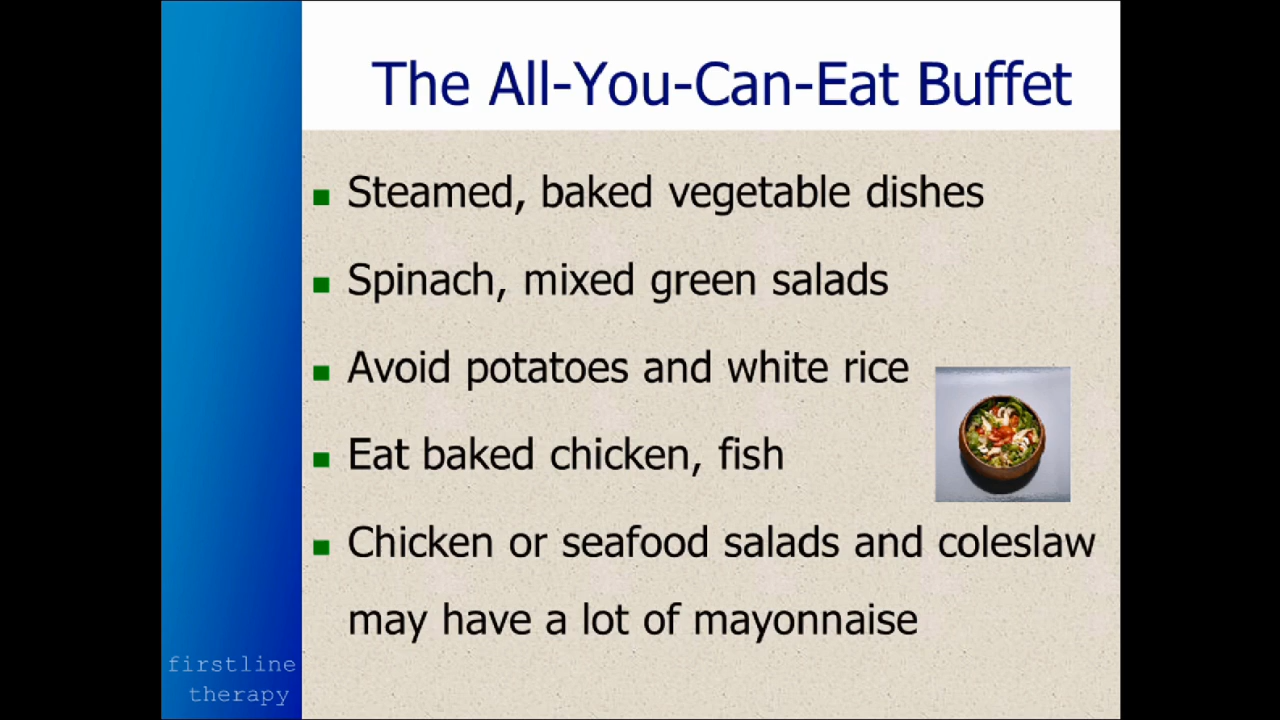 The All-You-Can-Eat Buffet
Steamed, baked vegetable dishes
Spinach, mixed green salads
Avoid potatoes and white rice
Eat baked chicken, fish
Chicken or seafood salads and coleslaw
may have a lot of mayonnaise
firstline
therapy